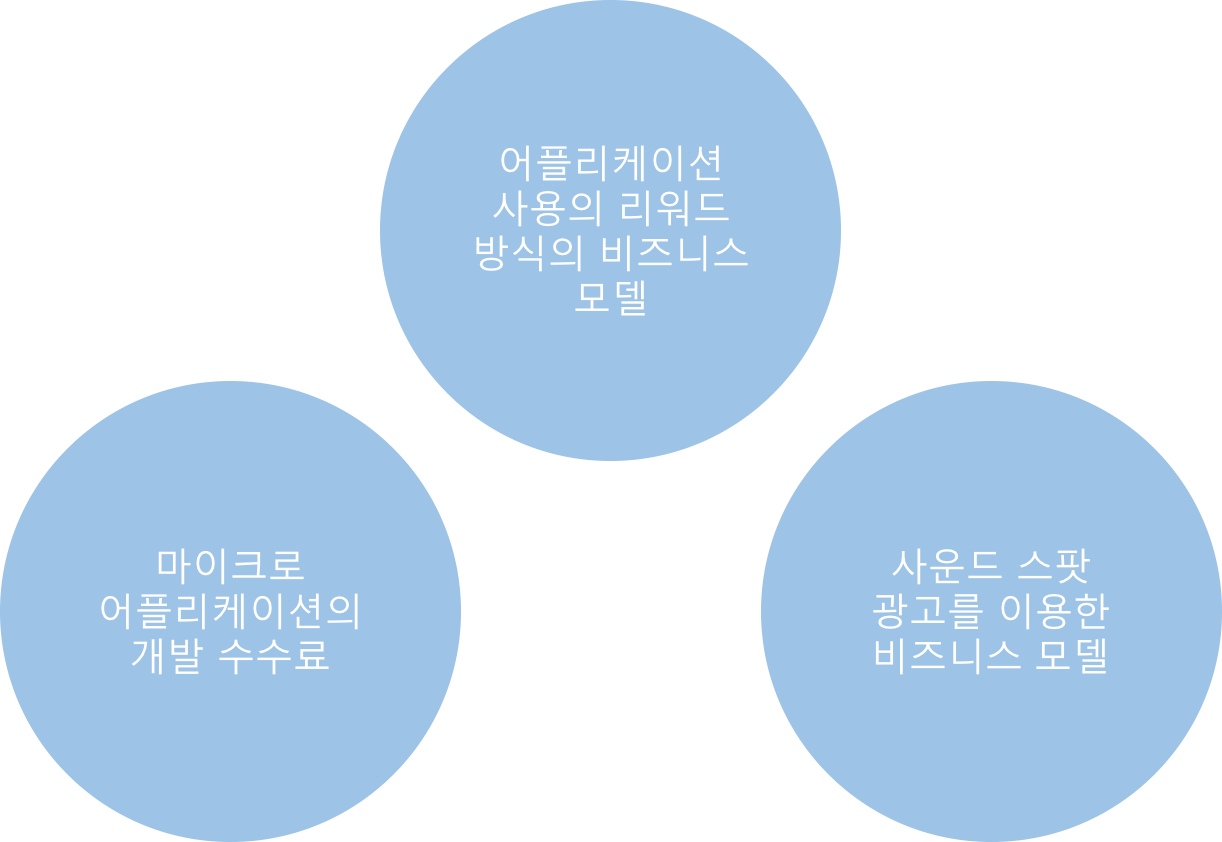 어플리케이션
사용의 리워드
방식의 비즈니스
모델
마이크로
어플리케이션의
개발 수수료
사운드 스팟
광고를 이용한
비즈니스 모델